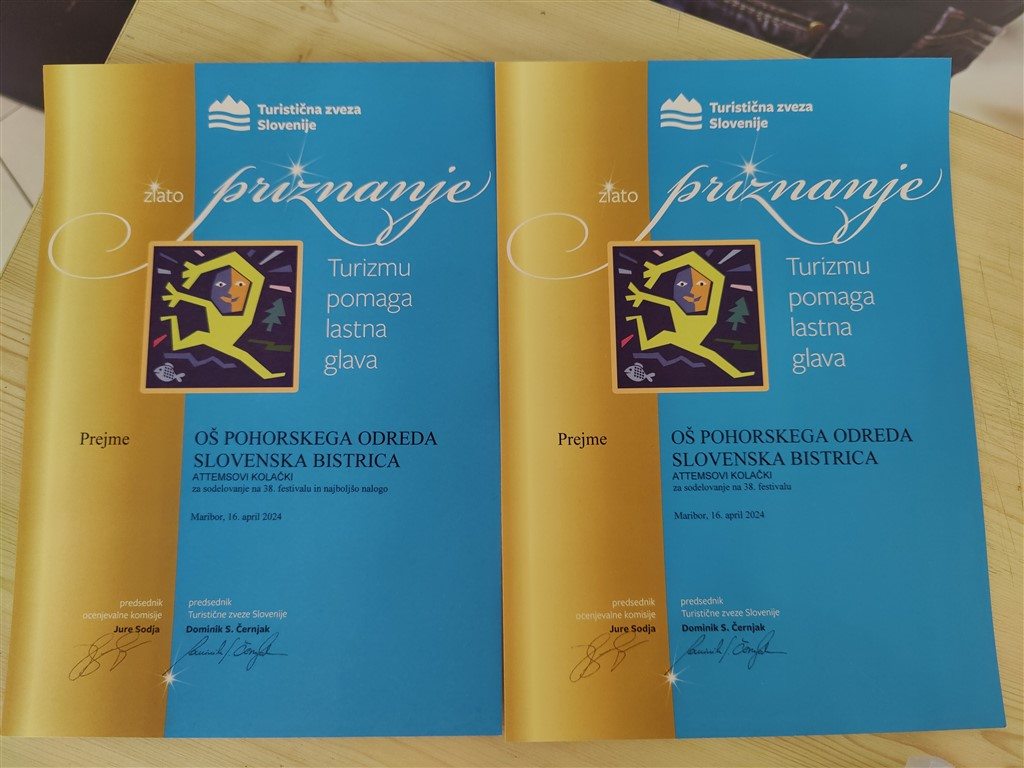 Turistična zveza
Slovenije
zlato priznanje
Turizmu
pomaga
lastna
glava
Prejme
OŠ POHORSKEGA ODREDA
SLOVENSKA BISTRICA
ATTEMSOVI KOLAČKI
za sodelovanje na 38. festivalu in najboljšo nalogo
Maribor, 16. april 2024
predsednik
ocenjevalne komisije
Jure Sodja
predsednik
Turistične zveze Slovenije
Dominik S. Černjak
Turistična zveza
Slovenije
zlato priznanje
Turizmu
pomaga
lastna
glava
Prejme
OŠ POHORSKEGA ODREDA
SLOVENSKA BISTRICA
ATTEMSOVI KOLAČKI
za sodelovanje na 38. festivalu
Maribor, 16. april 2024
predsednik
ocenjevalne komisije
Jure Sodja
predsednik
Turistične zveze Slovenije
Dominik S. Černjak